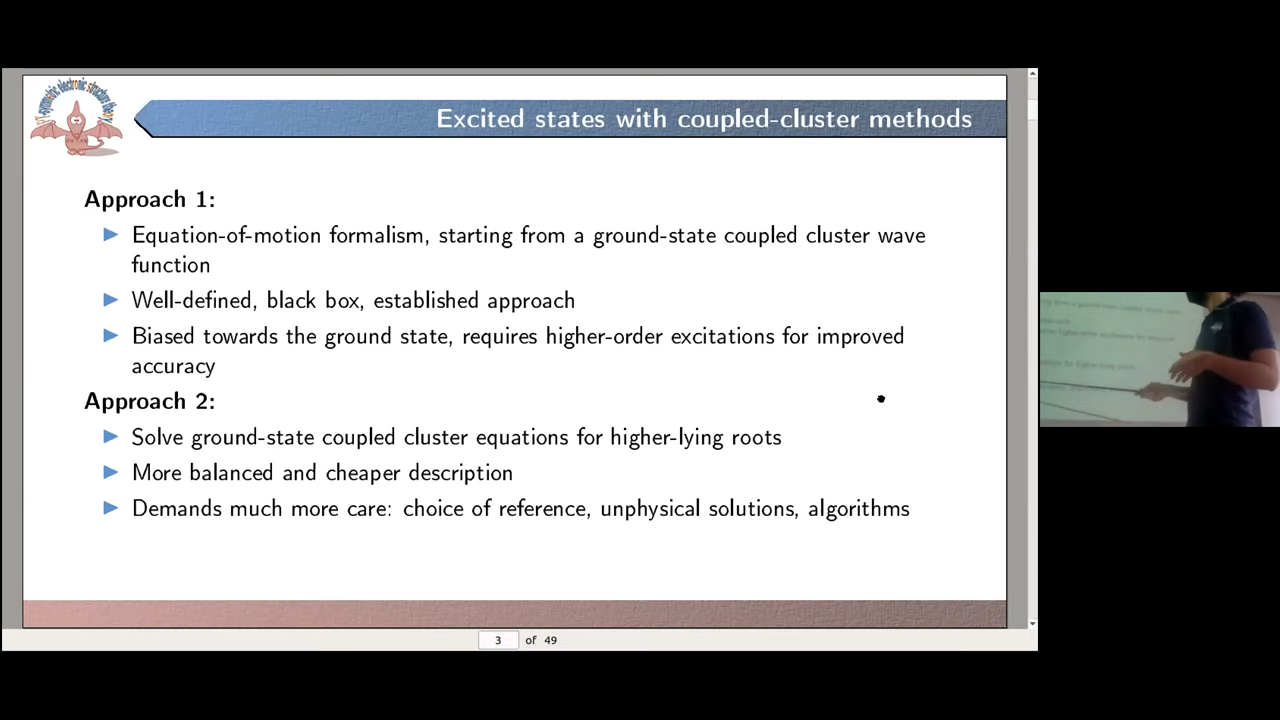 Excited states with coupled-cluster methods
Approach 1:
Equation-of-motion formalism, starting from a ground-state coupled cluster wave
function
Well-defined, black box, established approach
Biased towards the ground state, requires higher-order excitations for improved
accuracy
Approach 2:
Solve ground-state coupled cluster equations for higher-lying roots
More balanced and cheaper description
Demands much more care: choice of reference, unphysical solutions, algorithms
3 of 49